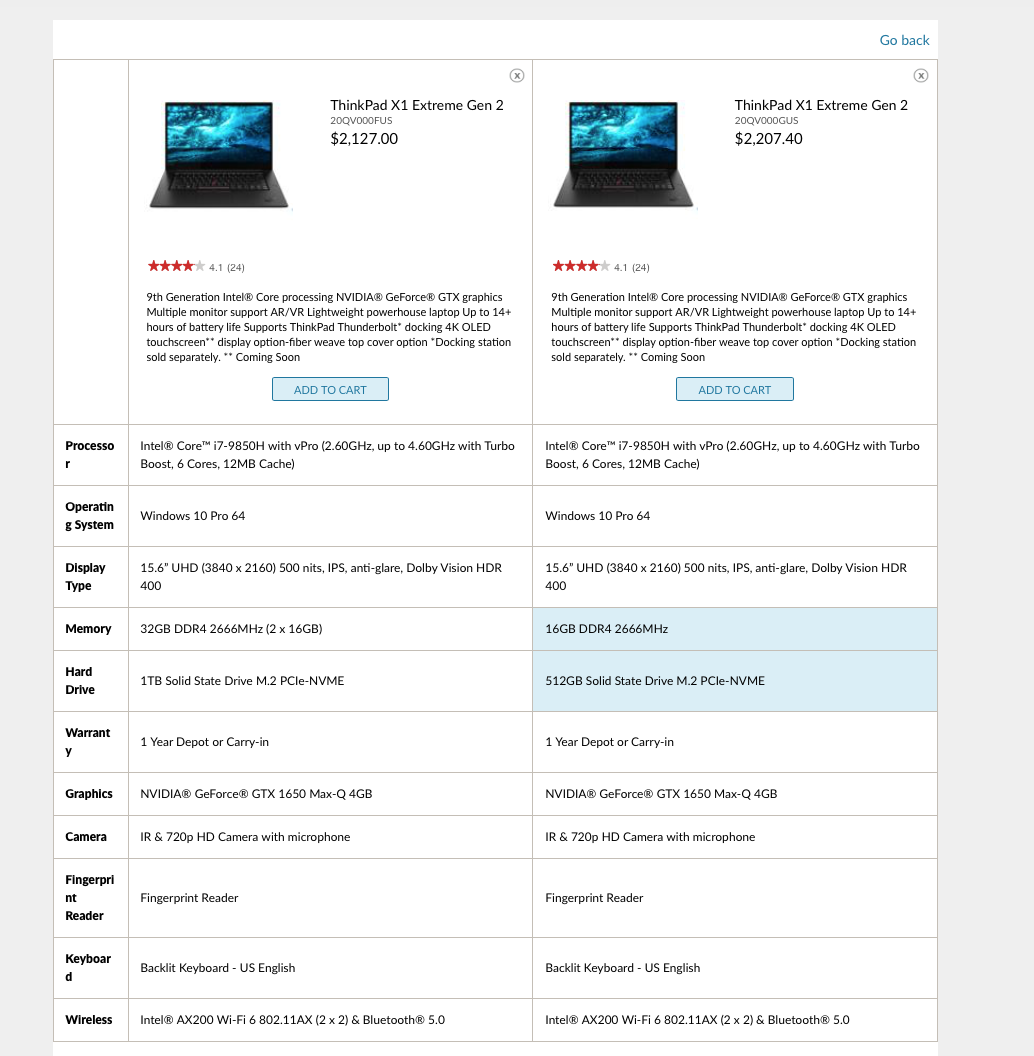 Go back
x
ThinkPad X1 Extreme Gen 2
20QV000FUS
$2,127.00
4.1 (24)
9th Generation Intel® Core processing NVIDIA® GeForce® GTX graphics
Multiple monitor support AR/VR Lightweight powerhouse laptop Up to 14+
hours of battery life Supports ThinkPad Thunderbolt* docking 4K OLED
touchscreen** display option-fiber weave top cover option *Docking station
sold separately. ** Coming Soon
ADD TO CART
x
ThinkPad X1 Extreme Gen 2
20QV000GUS
$2,207.40
4.1 (24)
9th Generation Intel® Core processing NVIDIA® GeForce® GTX graphics
Multiple monitor support AR/VR Lightweight powerhouse laptop Up to 14+
hours of battery life Supports ThinkPad Thunderbolt* docking 4K OLED
touchscreen** display option-fiber weave top cover option *Docking station
sold separately. ** Coming Soon
ADD TO CART
Processo
r
Intel® Core™ i7-9850H with vPro (2.60GHz, up to 4.60GHz with Turbo
Boost, 6 Cores, 12MB Cache)
Intel® Core™ i7-9850H with vPro (2.60GHz, up to 4.60GHz with Turbo
Boost, 6 Cores, 12MB Cache)
Operatin
g System
Windows 10 Pro 64
Windows 10 Pro 64
Display
Type
15.6” UHD (3840 x 2160) 500 nits, IPS, anti-glare, Dolby Vision HDR
400
15.6” UHD (3840 x 2160) 500 nits, IPS, anti-glare, Dolby Vision HDR
400
Memory
32GB DDR4 2666MHz (2 x 16GB)
16GB DDR4 2666MHz
Hard
Drive
1TB Solid State Drive M.2 PCIe-NVME
512GB Solid State Drive M.2 PCIe-NVME
Warrant
y
1 Year Depot or Carry-in
1 Year Depot or Carry-in
Graphics
NVIDIA® GeForce® GTX 1650 Max-Q 4GB
NVIDIA® GeForce® GTX 1650 Max-Q 4GB
Camera
IR & 720p HD Camera with microphone
IR & 720p HD Camera with microphone
Fingerpri
nt
Reader
Fingerprint Reader
Fingerprint Reader
Keyboar
d
Backlit Keyboard - US English
Backlit Keyboard - US English
Wireless
Intel® AX200 Wi-Fi 6 802.11AX (2 x 2) & Bluetooth® 5.0
Intel® AX200 Wi-Fi 6 802.11AX (2 x 2) & Bluetooth® 5.0